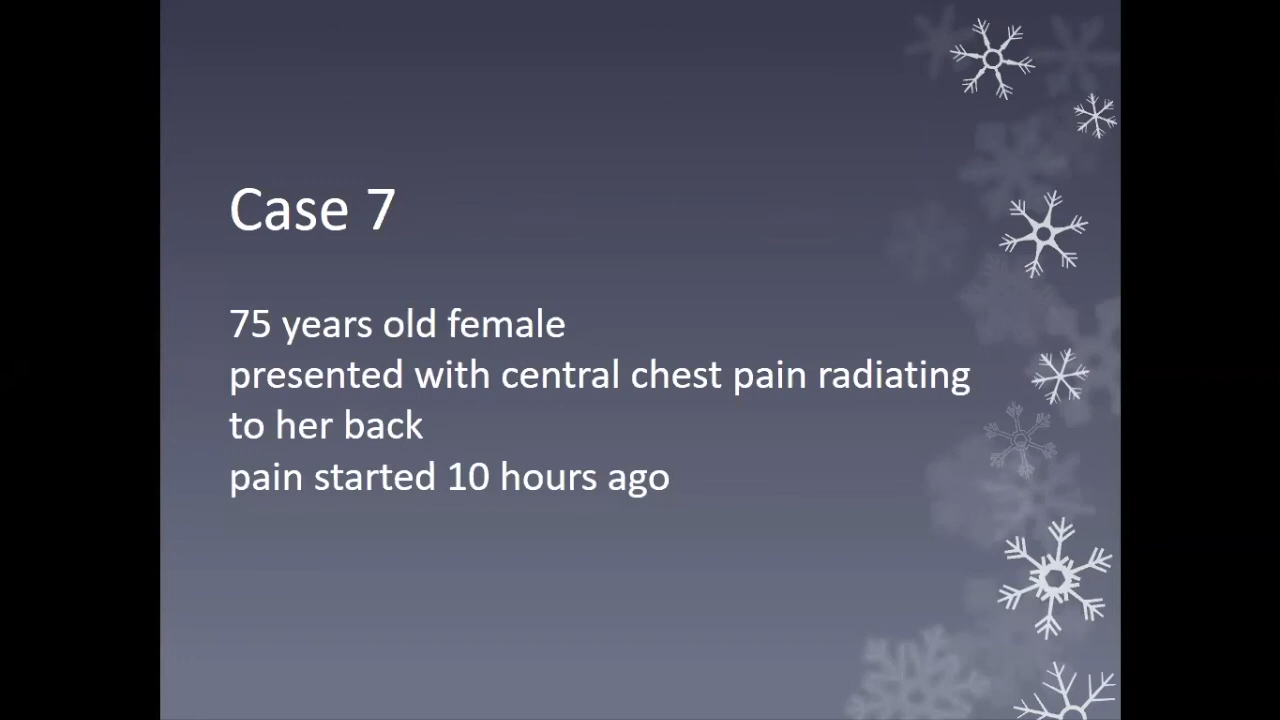 Case 7
75 years old female
presented with central chest pain radiating
to her back
pain started 10 hours ago